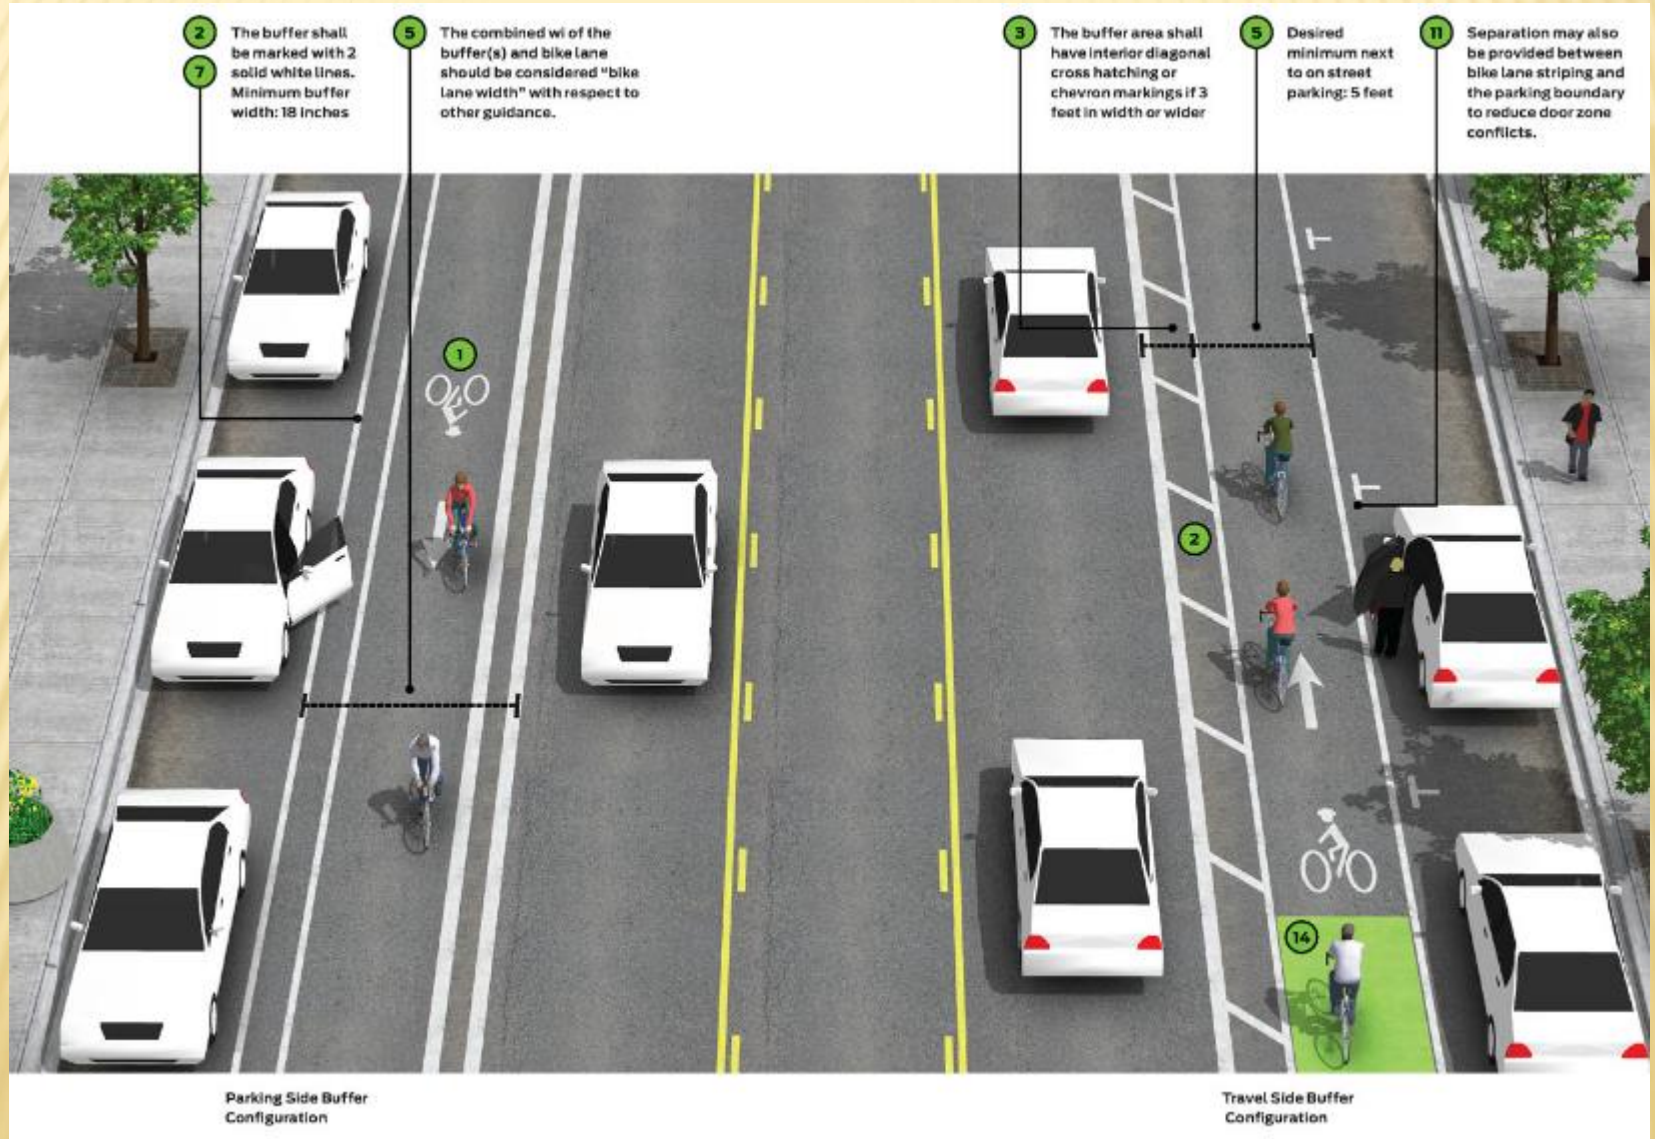 2
7
The buffer shall
be marked with 2
solid white lines.
Minimum buffer
width: 18 inches
5
The combined wi of the
buffer(s) and bike lane
should be considered "bike
lane width" with respect to
other guidance.
3
The buffer area shall
have interior diagonal
cross hatching or
chevron markings if 3
feet in width or wider
5
Desired
minimum next
to on street
parking: 5 feet
11
Separation may also
be provided between
bike lane striping and
the parking boundary
to reduce door zone
conflicts.
1
2
14
Parking Side Buffer
Configuration
Travel Side Buffer
Configuration